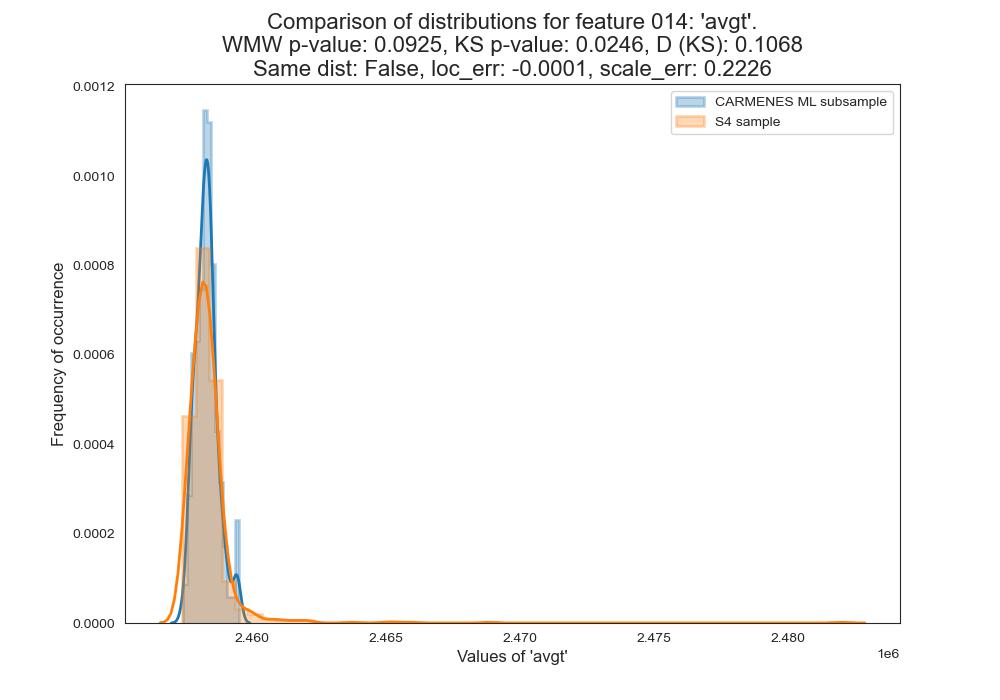 Comparison of distributions for feature 014: 'avgt'.
WMW p-value: 0.0925, KS p-value: 0.0246, D (KS): 0.1068
Same dist: False, loc_err: -0.0001, scale_err: 0.2226
CARMENES ML subsample
S4 sample
Frequency of occurrence
0.0012
0.0010
0.0008
0.0006
0.0004
0.0002
0.0000
2.460 2.465 2.470 2.475 2.480
1e6
Values of 'avgt'